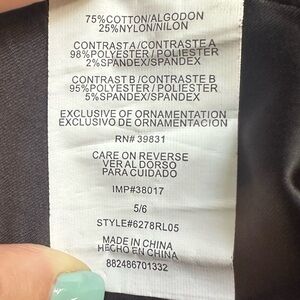 75%COTTON/ALGODON
25%NYLON/NILON
CONTRAST A/CONTRASTE A
98%POLYESTER/POLIESTER
2%SPANDEX/SPANDEX
CONTRAST B/CONTRASTE B
95%POLYESTER/POLIESTER
5%SPANDEX/SPANDEX
EXCLUSIVE OF ORNAMENTATION
EXCLUSIVO DE ORNAMENTACION
RN# 39831
CARE ON REVERSE
VER AL DORSO
PARA CUIDADO
IMP#38017
5/6
STYLE#6278RL05
MADE IN CHINA
HECHO EN CHINA
882486701332